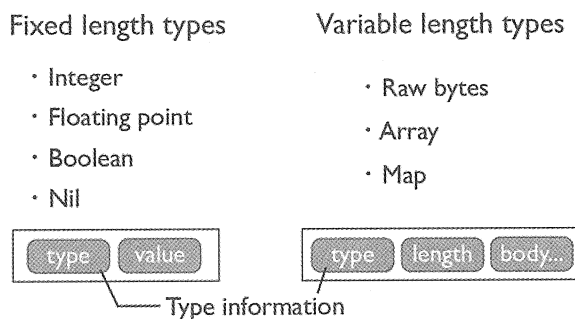 Fixed length types
· Integer
· Floating point
· Boolean
· Nil
type value
Variable length types
· Raw bytes
· Array
· Map
type length body...
Type information